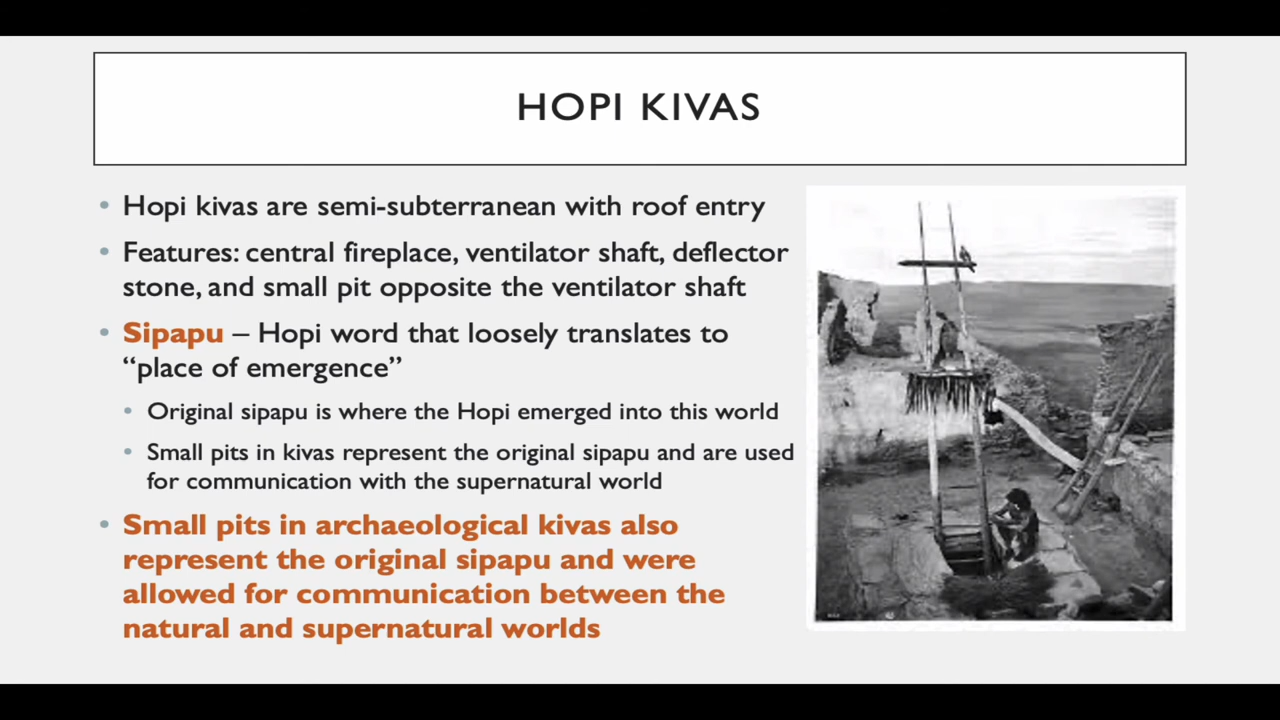 HOPI KIVAS
• Hopi kivas are semi-subterranean with roof entry
• Features: central fireplace, ventilator shaft, deflector
stone, and small pit opposite the ventilator shaft
• Sipapu – Hopi word that loosely translates to
“place of emergence”
• Original sipapu is where the Hopi emerged into this world
• Small pits in kivas represent the original sipapu and are used
for communication with the supernatural world
• Small pits in archaeological kivas also
represent the original sipapu and were
allowed for communication between the
natural and supernatural worlds